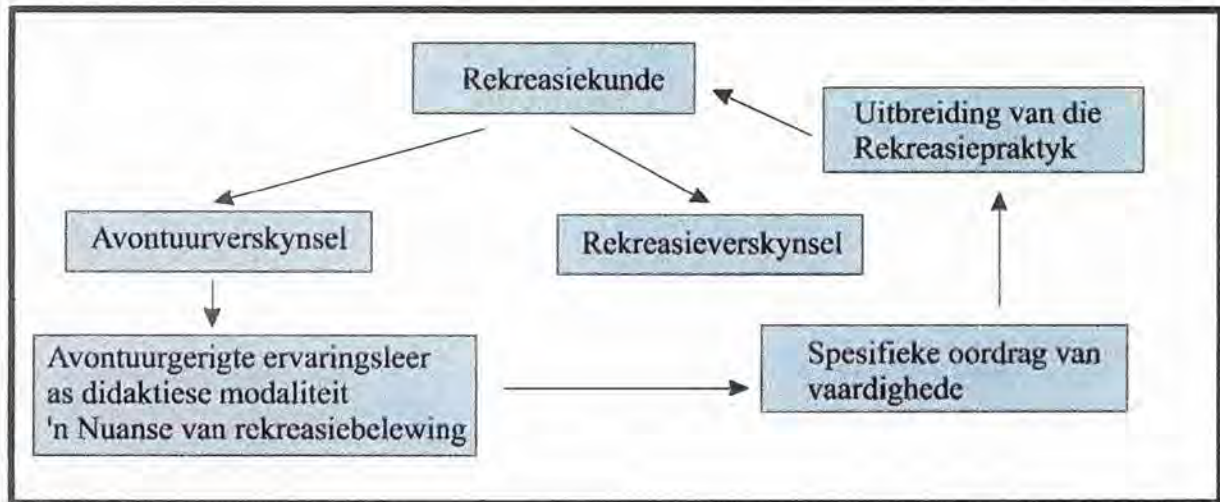 Rekreasiekunde
Uitbreiding van die
Rekreasiepraktyk
Avontuurverskynsel
Rekreasieverskynsel
Avontuurgerigte ervaringsleer
as didaktiese modaliteit
'n Nuanse van rekreasiebelewing
Spesifieke oordrag van
vaardighede